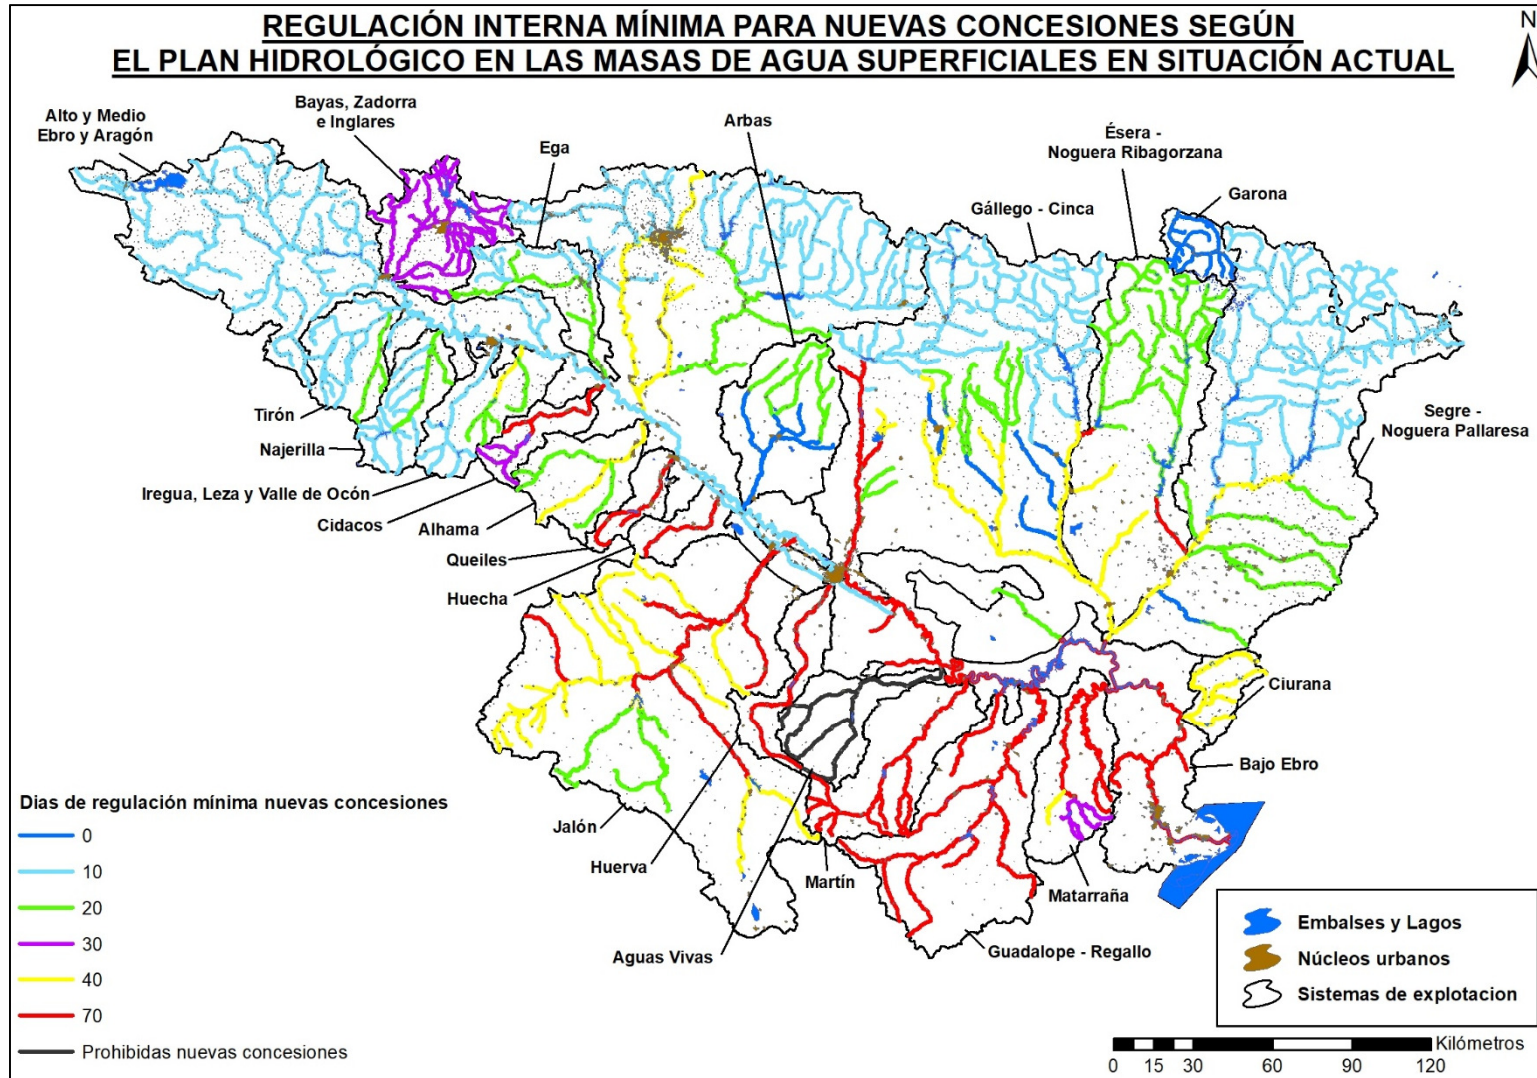 REGULACIÓN INTERNA MÍNIMA PARA NUEVAS CONCESIONES SEGÚN
EL PLAN HIDROLÓGICO EN LAS MASAS DE AGUA SUPERFICIALES EN SITUACIÓN ACTUAL
N
Alto y Medio
Ebro y Aragón
Bayas, Zadorra
e Inglares
Ega
Arbas
Ésera -
Noguera Ribagorzana
Gállego - Cinca
Garona
Tirón
Najerilla
Iregua, Leza y Valle de Ocón
Cidacos
Alhama
Queiles
Huecha
Segre -
Noguera Pallaresa
Ciurana
Bajo Ebro
Jalón
Huerva
Aguas Vivas
Martín
Matarraña
Guadalope - Regallo
Dias de regulación mínima nuevas concesiones
0
10
20
30
40
70
Prohibidas nuevas concesiones
Embalses y Lagos
Núcleos urbanos
Sistemas de explotacion
Kilómetros
0 15 30 60 90 120